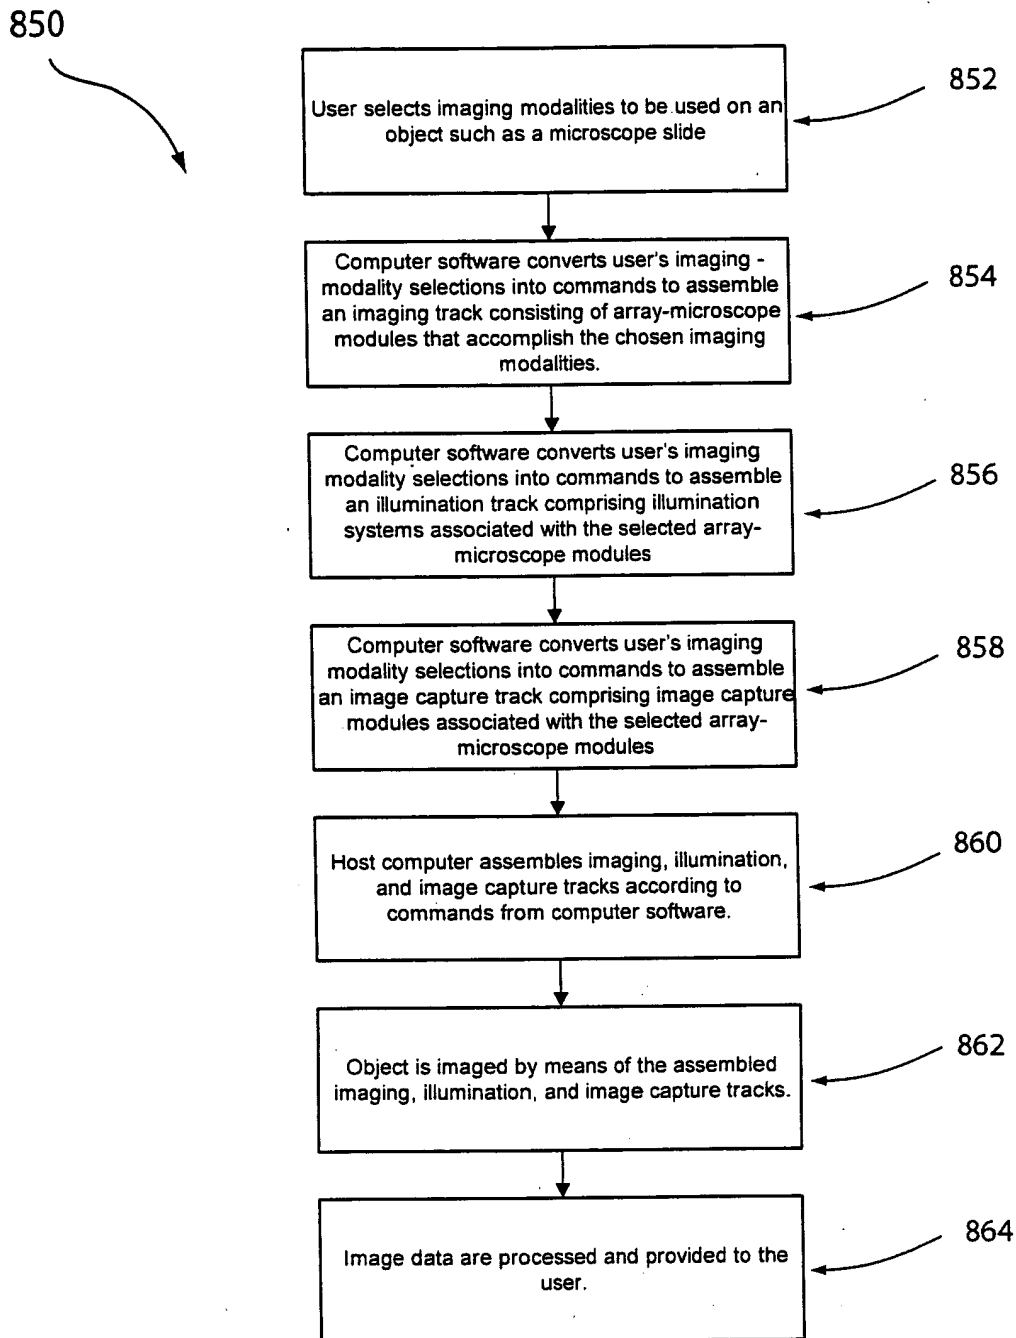 850
User selects imaging modalities to be used on an
object such as a microscope slide
852
Computer software converts user's imaging -
modality selections into commands to assemble
an imaging track consisting of array-microscope
modules that accomplish the chosen imaging
modalities.
854
Computer software converts user's imaging
modality selections into commands to assemble
an illumination track comprising illumination
systems associated with the selected array-
microscope modules
856
Computer software converts user's imaging
modality selections into commands to assemble
an image capture track comprising image capture
modules associated with the selected array-
microscope modules
858
Host computer assembles imaging, illumination,
and image capture tracks according to
commands from computer software.
860
Object is imaged by means of the assembled
imaging, illumination, and image capture tracks.
862
Image data are processed and provided to the
user.
864